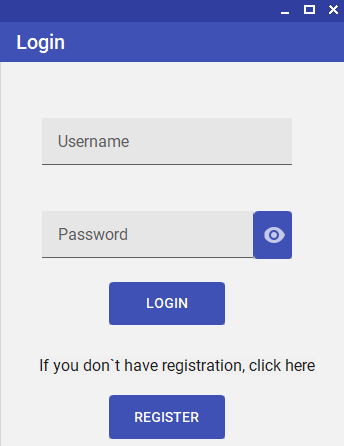 Login
Username
Password
LOGIN
If you don`t have registration, click here
REGISTER